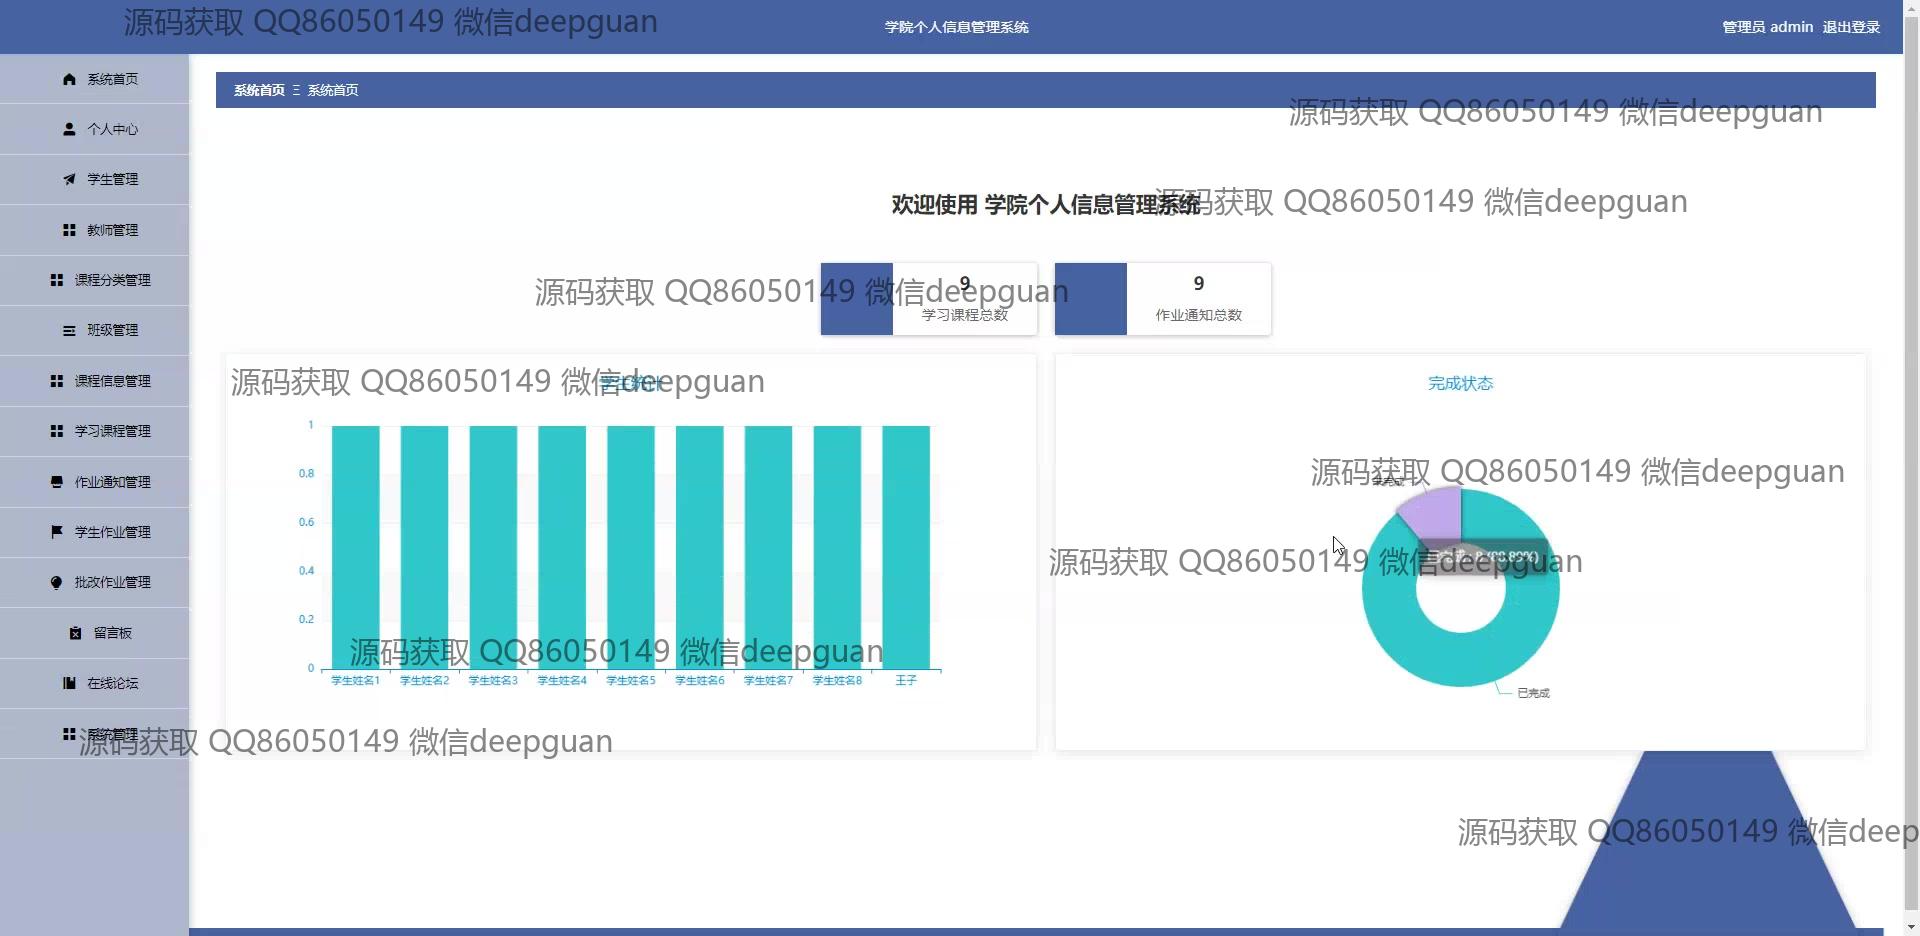 源码获取 QQ86050149 微信deepguan
学院个人信息管理系统
管理员 admin 退出登录
系统首页
个人中心
学生管理
教师管理
课程分类管理
班级管理
课程信息管理
学习课程管理
作业通知管理
学生作业管理
批改作业管理
留言板
在线论坛
系统管理
系统首页 Ξ 系统首页
源码获取 QQ86050149 微信deepguan
欢迎使用 学院个人信息管理系统
源码获取 QQ86050149 微信deepguan
9
学习课程总数
9
作业通知总数
源码获取 QQ86050149 微信deepguan
学生统计
源码获取 QQ86050149 微信deepguan
1
0.8
0.6
0.4
0.2
0
学生姓名1 学生姓名2 学生姓名3 学生姓名4 学生姓名5 学生姓名6 学生姓名7 学生姓名8 王子
源码获取 QQ86050149 微信deepguan
完成状态
源码获取 QQ86050149 微信deepguan
未完成
源码获取 QQ86050149 微信deepguan
已完成
源码获取 QQ86050149 微信deepguan
源码获取 QQ86050149 微信deep